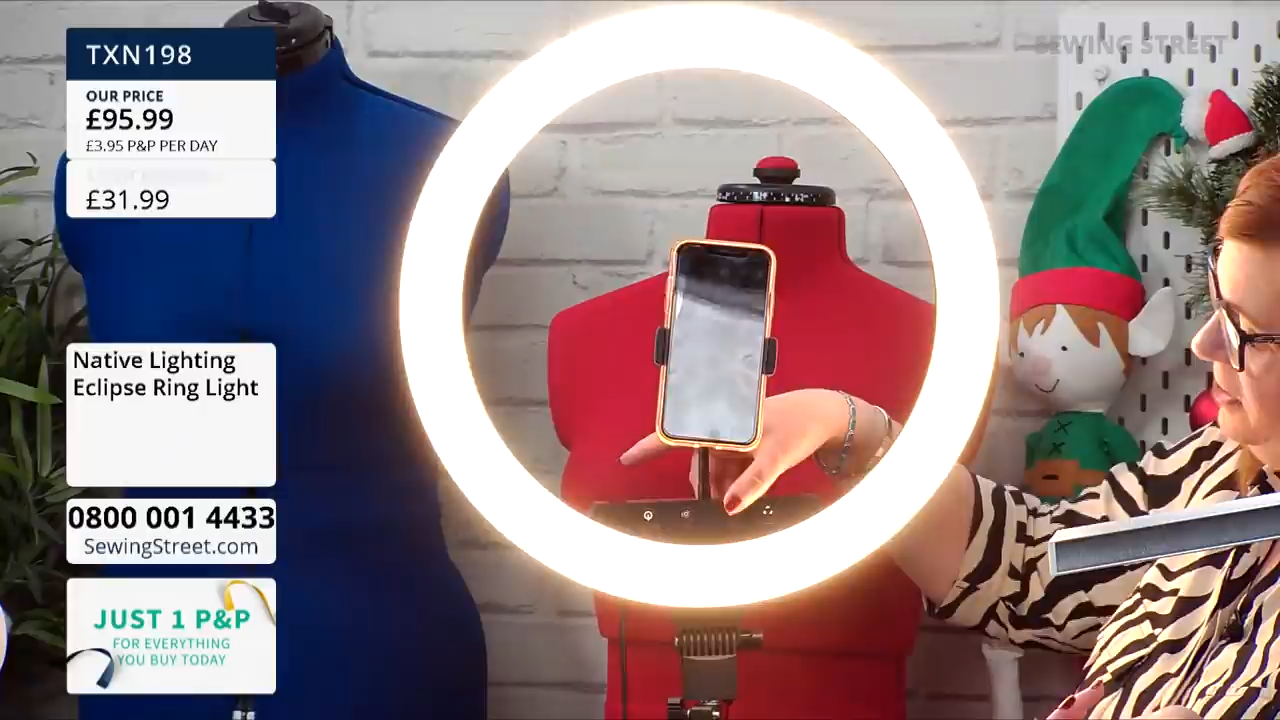 TXN198
OUR PRICE
£95.99
£3.95 P&P PER DAY
£31.99
Native Lighting
Eclipse Ring Light
0800 001 4433
SewingStreet.com
JUST 1 P&P
FOR EVERYTHING
YOU BUY TODAY
SEWING STREET